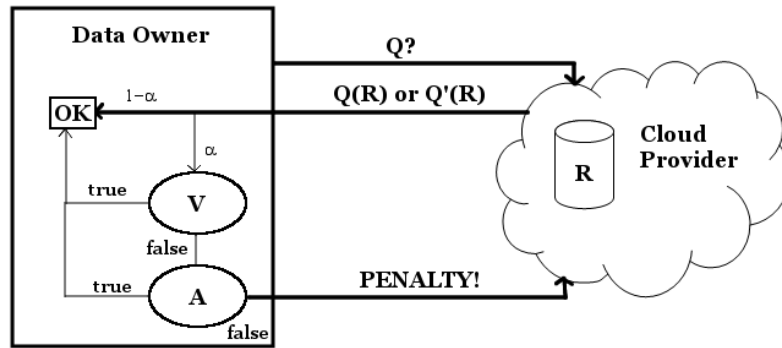 Data Owner
Q?
1-α
OK
Q(R) or Q'(R)
Cloud
Provider
R
α
true
V
false
true
A
PENALTY!
false